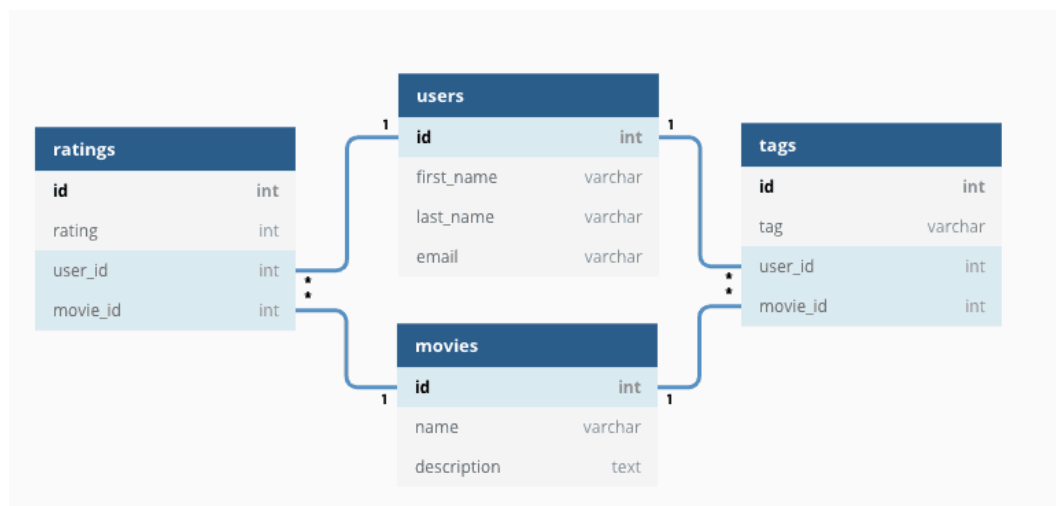 users
1
id int
1
first_name varchar
last_name varchar
email varchar
ratings
id int
rating int
user_id int
*
*
movie_id int
tags
id int
tag varchar
user_id int
*
*
movie_id int
movies
id int
1
1
name varchar
description text